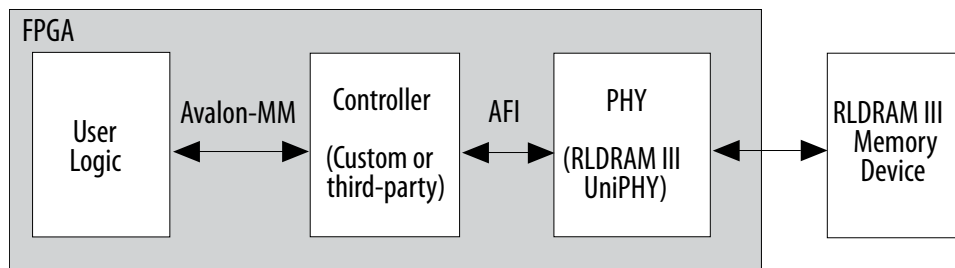 FPGA
User
Logic
Avalon-MM
Controller
(Custom or
third-party)
AFI
PHY
(RLDRAM III
UniPHY)
RLDRAM III
Memory
Device